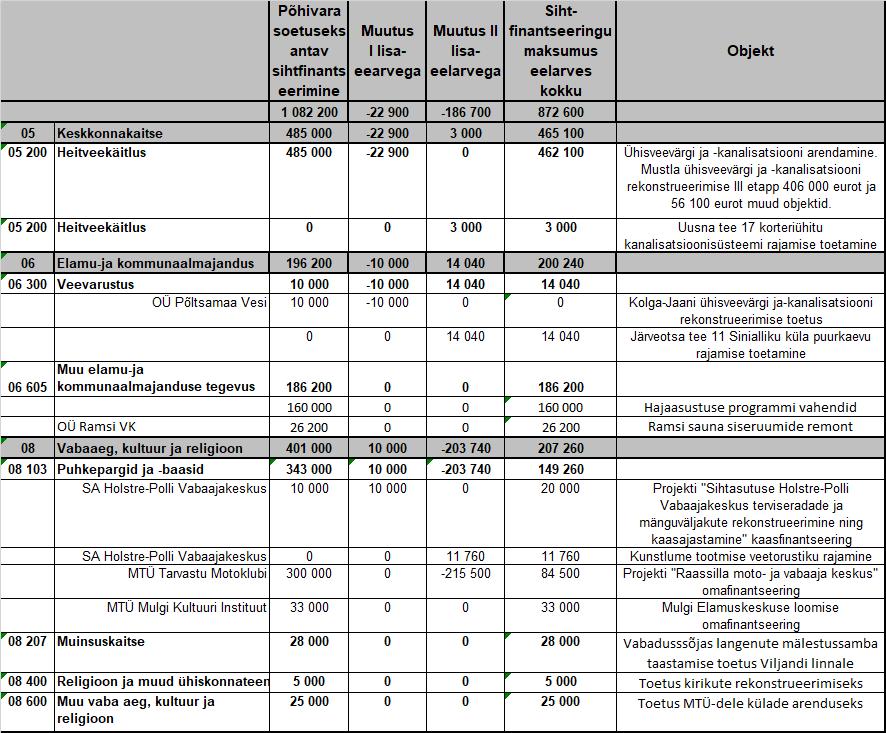 Põhivara
soetuseks
antav
sihtfinants
eerimine
Muutus
I lisa-
eearvega
Muutus II
lisa-
eelarvega
Siht-
finantseeringu
maksumus
eelarves
kokku
Objekt
1 082 200 -22 900 -186 700 872 600
05 Keskkonnakaitse 485 000 -22 900 3 000 465 100
05 200 Heitveekäitlus 485 000 -22 900 0 462 100 Ühisveevärgi ja -kanalisatsiooni arendamine.
Mustla ühisveevärgi ja -kanalisatsiooni
rekonstrueerimise III etapp 406 000 eurot ja
56 100 eurot muud objektid.
05 200 Heitveekäitlus 0 0 3 000 3 000 Uusna tee 17 korteriühitu
kanalisatsioonisüsteemi rajamise toetamine
06 Elamu-ja kommunaalmajandus 196 200 -10 000 14 040 200 240
06 300 Veevarustus 10 000 -10 000 14 040 14 040
OÜ Põltsamaa Vesi 10 000 -10 000 0 0 Kolga-Jaani ühisveevärgi ja-kanalisatsiooni
rekonstrueerimise toetus
0 0 14 040 14 040 Järveotsa tee 11 Sinialliku küla puurkaevu
rajamise toetamine
06 605 Muu elamu-ja
kommunaalmajanduse tegevus 186 200 0 0 186 200
160 000 0 0 160 000 Hajaasustuse programmi vahendid
OÜ Ramsi VK 26 200 0 0 26 200 Ramsi sauna siseruumide remont
08 Vabaaeg, kultuur ja religioon 401 000 10 000 -203 740 207 260
08 103 Puhkepargid ja -baasid 343 000 10 000 -203 740 149 260
SA Holstre-Polli Vabaajakeskus 10 000 10 000 0 20 000 Projekti "Sihtasutuse Holstre-Polli
Vabaajakeskus terviseradade ja
mänguväljakute rekonstrueerimine ning
kaasajastamine" kaasfinantseering
SA Holstre-Polli Vabaajakeskus 0 0 11 760 11 760 Kunstlume tootmise veetorustiku rajamine
MTÜ Tarvastu Motoklubi 300 000 0 -215 500 84 500 Projekti "Raassilla moto- ja vabaaja keskus"
omafinantseering
MTÜ Mulgi Kultuuri Instituut 33 000 0 0 33 000 Mulgi Elamuskeskuse loomise
omafinantseering
08 207 Muinsuskaitse 28 000 0 0 28 000 Vabadusssõjas langenute mälestussamba
taastamise toetus Viljandi linnale
08 400 Religioon ja muud ühiskonnateen 5 000 0 0 5 000 Toetus kirikute rekonstrueerimiseks
08 600 Muu vaba aeg, kultuur ja
religioon 25 000 0 0 25 000 Toetus MTÜ-dele külade arenduseks